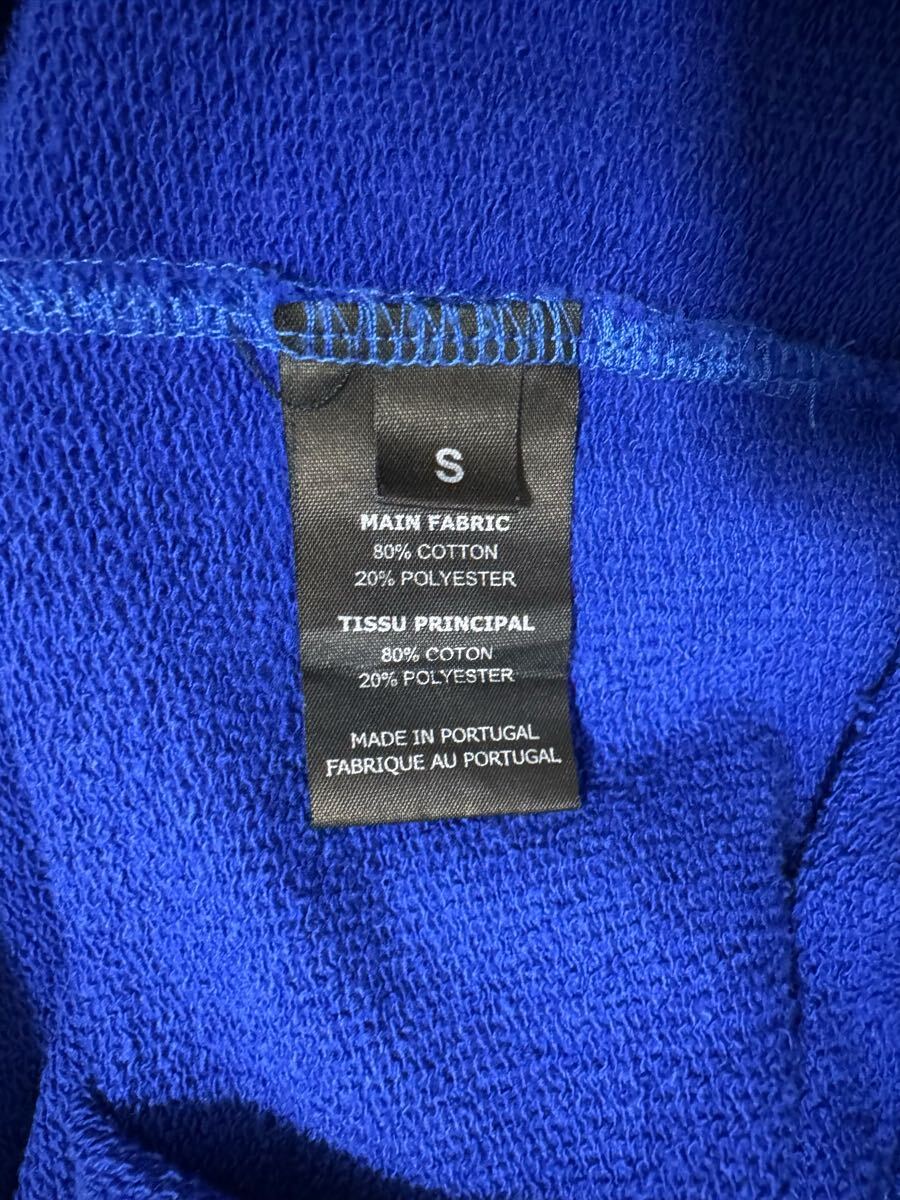 S
MAIN FABRIC
80% COTTON
20% POLYESTER
TISSU PRINCIPAL
80% COTON
20% POLYESTER
MADE IN PORTUGAL
FABRIQUE AU PORTUGAL